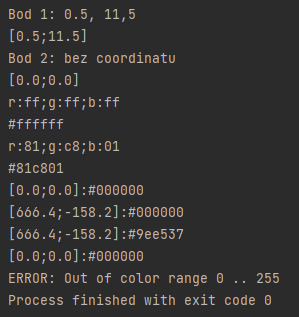 Bod 1: 0.5, 11,5
[0.5;11.5]
Bod 2: bez coordinatu
[0.0;0.0]
r:ff;g:ff;b:ff
#ffffff
r:81;g:c8;b:01
#81c801
[0.0;0.0]:#000000
[666.4;-158.2]:#000000
[666.4;-158.2]:#9ee537
[0.0;0.0]:#000000
ERROR: Out of color range 0 .. 255
Process finished with exit code 0